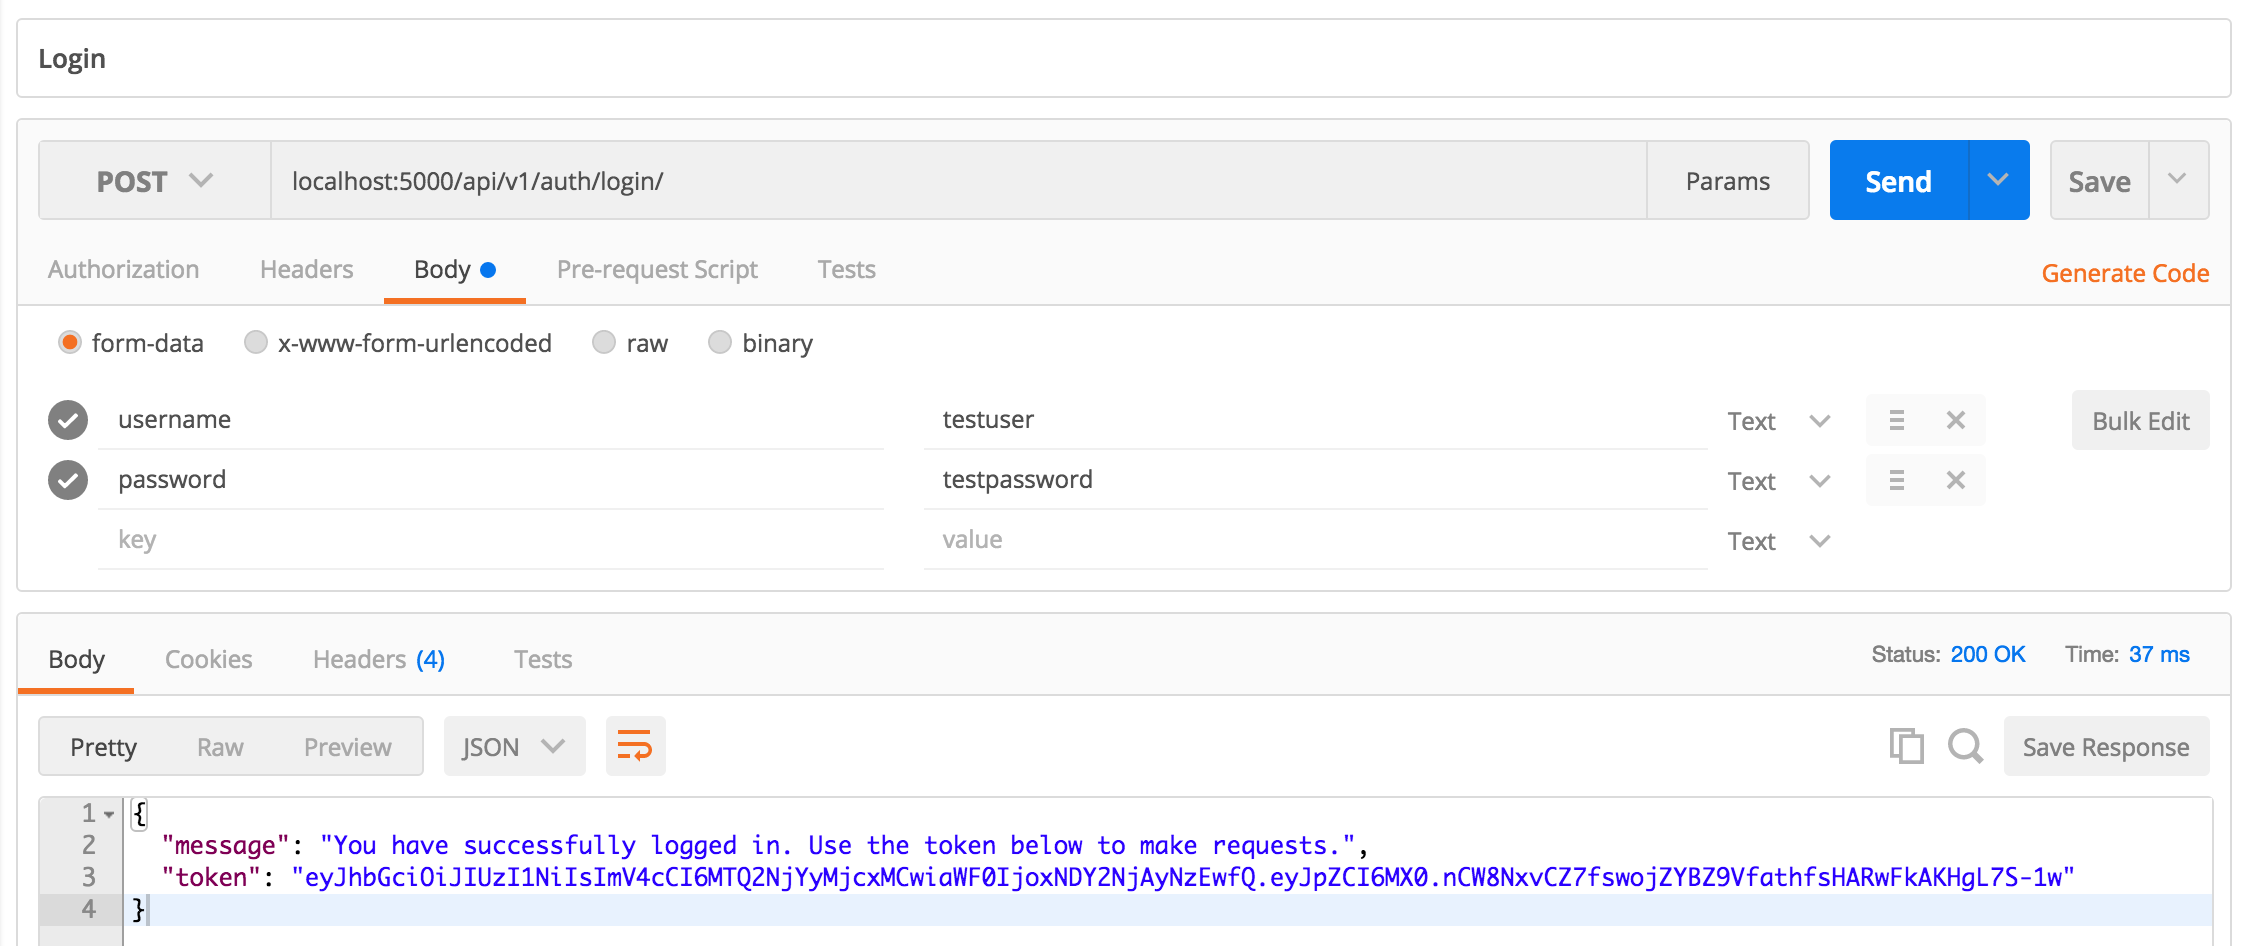 Login
POST localhost:5000/api/v1/auth/login/ Params Send Save
Authorization Headers Body Pre-request Script Tests Generate Code
form-data x-www-form-urlencoded raw binary
username testuser Text Bulk Edit
password testpassword Text
key value Text
Body Cookies Headers (4) Tests Status: 200 OK Time: 37 ms
Pretty Raw Preview JSON Save Response
1 {
2 "message": "You have successfully logged in. Use the token below to make requests.",
3 "token": "eyJhbGciOiJIUzI1NiIsImV4cCI6MTQ2NjYyMjcxMCwiaWF0IjoxNDY2NjAyNzEwfQ.eyJpZCI6MX0.nCW8NxvCZ7fswojZYBZ9VfathfsHARwFkAKHgL7S-1w"
4 }